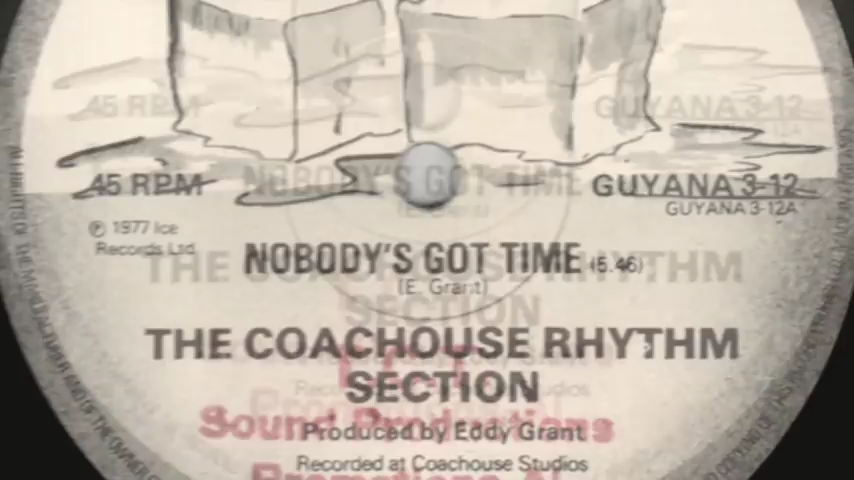 45 RPM
GUYANA 3-12
GUYANA 3-12A
℗ 1977 Ice
Records Ltd
NOBODY'S GOT TIME (5.46)
(E. Grant)
THE COACHOUSE RHYTHM
SECTION
Sound Productions
Produced by Eddy Grant
Recorded at Coachouse Studios